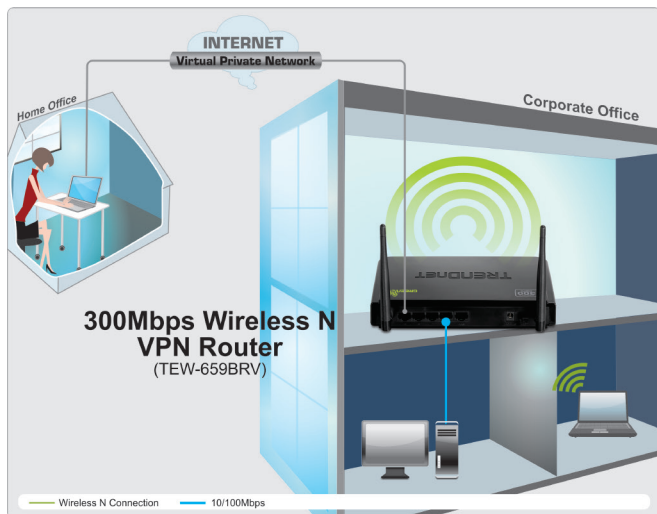 INTERNET
Virtual Private Network
Home Office
Corporate Office
TRENDnet
300Mbps Wireless N
VPN Router
(TEW-659BRV)
Wireless N Connection
10/100Mbps